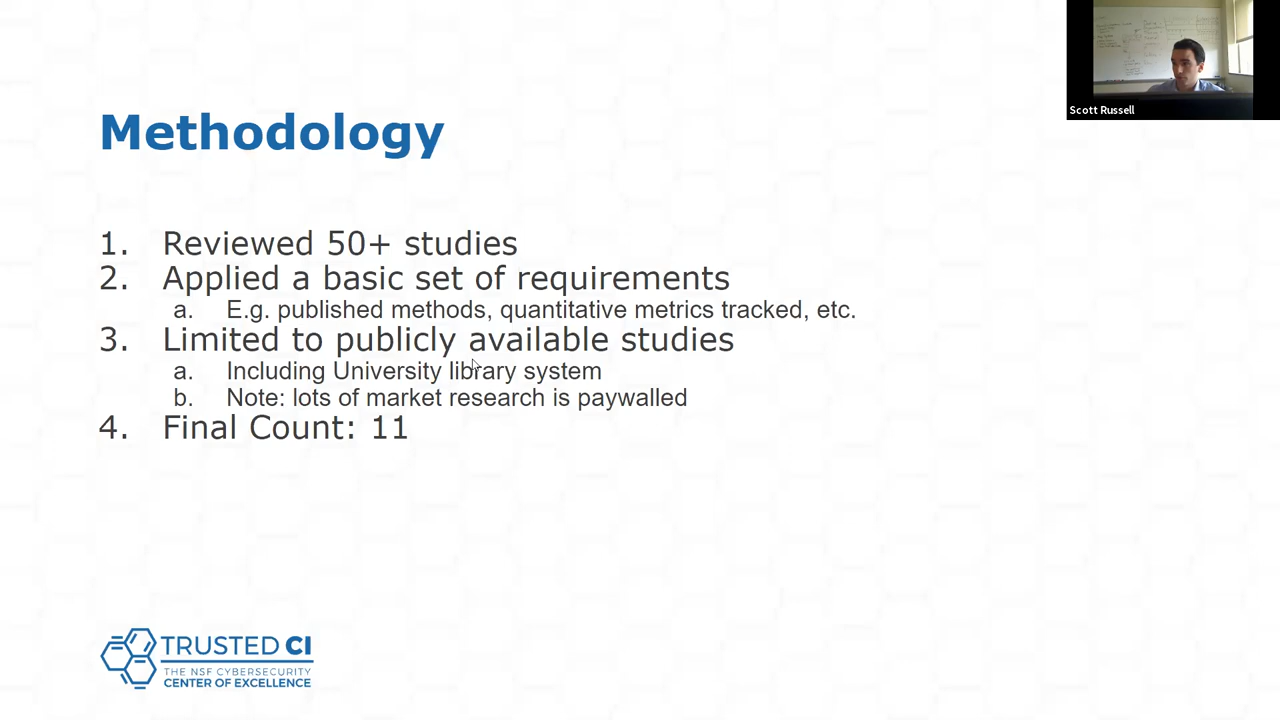 Scott Russell
Methodology
1. Reviewed 50+ studies
2. Applied a basic set of requirements
a. E.g. published methods, quantitative metrics tracked, etc.
3. Limited to publicly available studies
a. Including University library system
b. Note: lots of market research is paywalled
4. Final Count: 11
TRUSTED CI
THE NSF CYBERSECURITY
CENTER OF EXCELLENCE